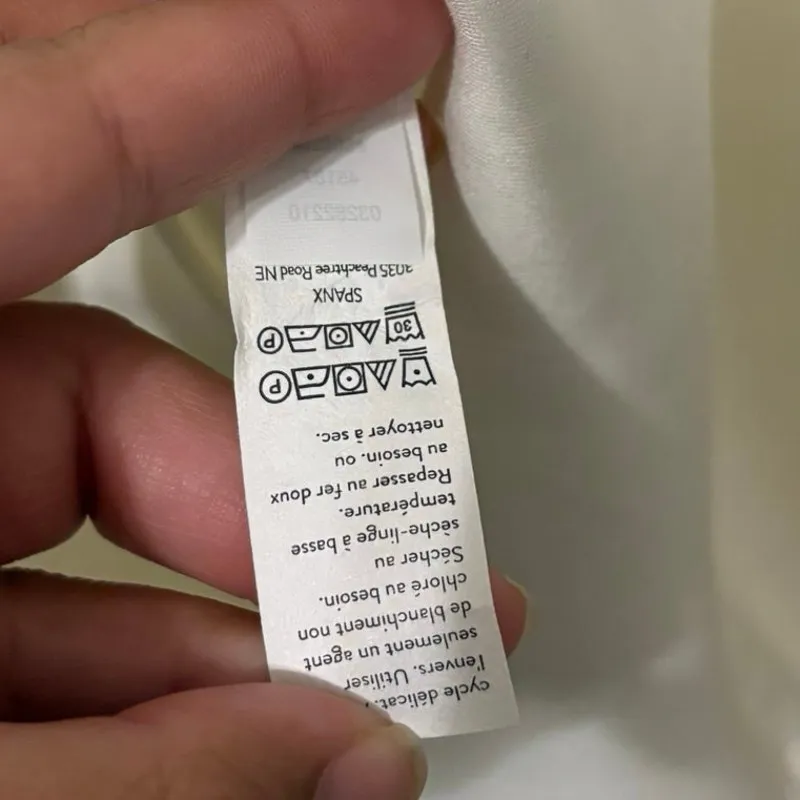 cycle délicat.
l'envers. Utiliser
seulement un agent
de blanchiment non
chloré au besoin.
Sécher au
sèche-linge à basse
température.
Repasser au fer doux
au besoin. ou
nettoyer à sec.
P
30 P
SPANX
3035 Peachtree Road NE